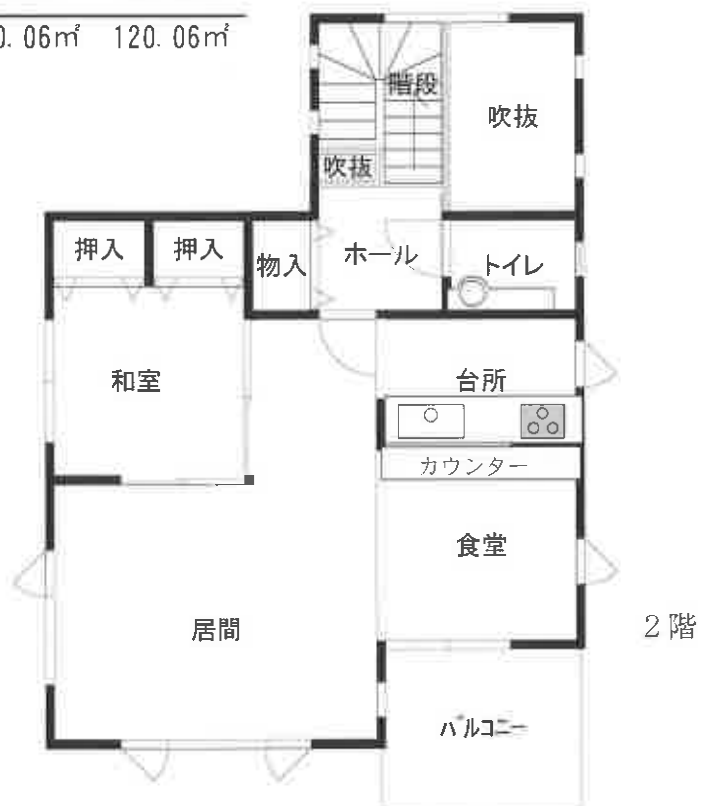 0.06㎡ 120.06㎡
階段
吹抜
吹抜
押入
押入
物入
ホール
トイレ
和室
台所
カウンター
食堂
居間
2階
バルコニー